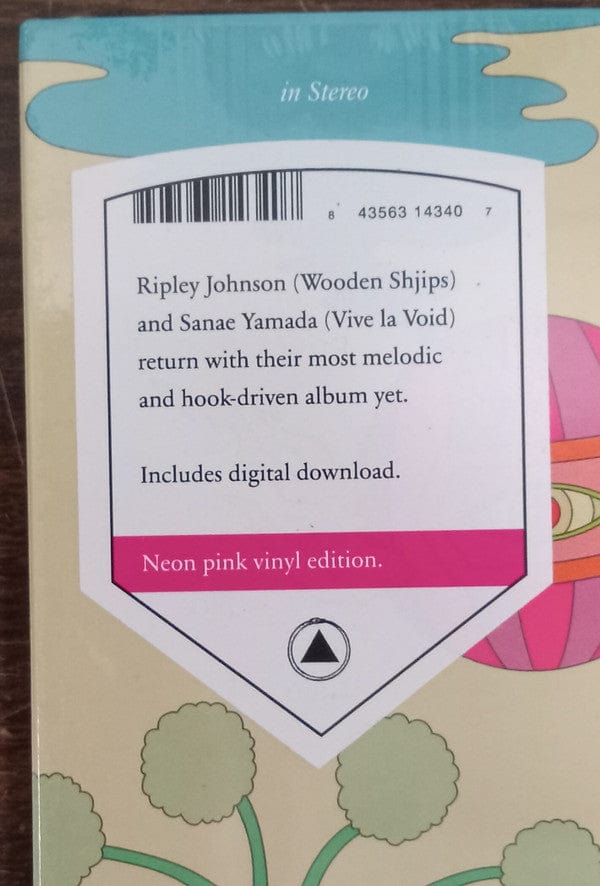 in Stereo
8 43563 14340 7
Ripley Johnson (Wooden Shjips)
and Sanae Yamada (Vive la Void)
return with their most melodic
and hook-driven album yet.
Includes digital download.
Neon pink vinyl edition.